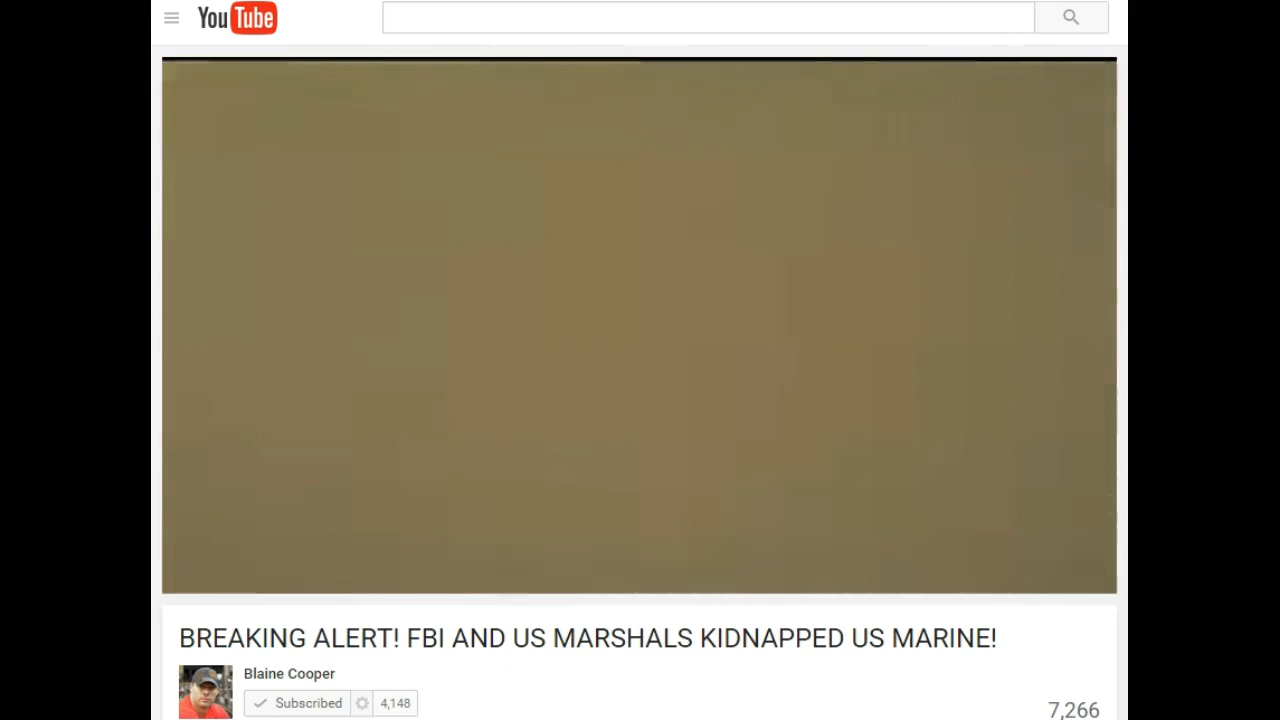 YouTube
BREAKING ALERT! FBI AND US MARSHALS KIDNAPPED US MARINE!
Blaine Cooper
Subscribed 4,148
7,266